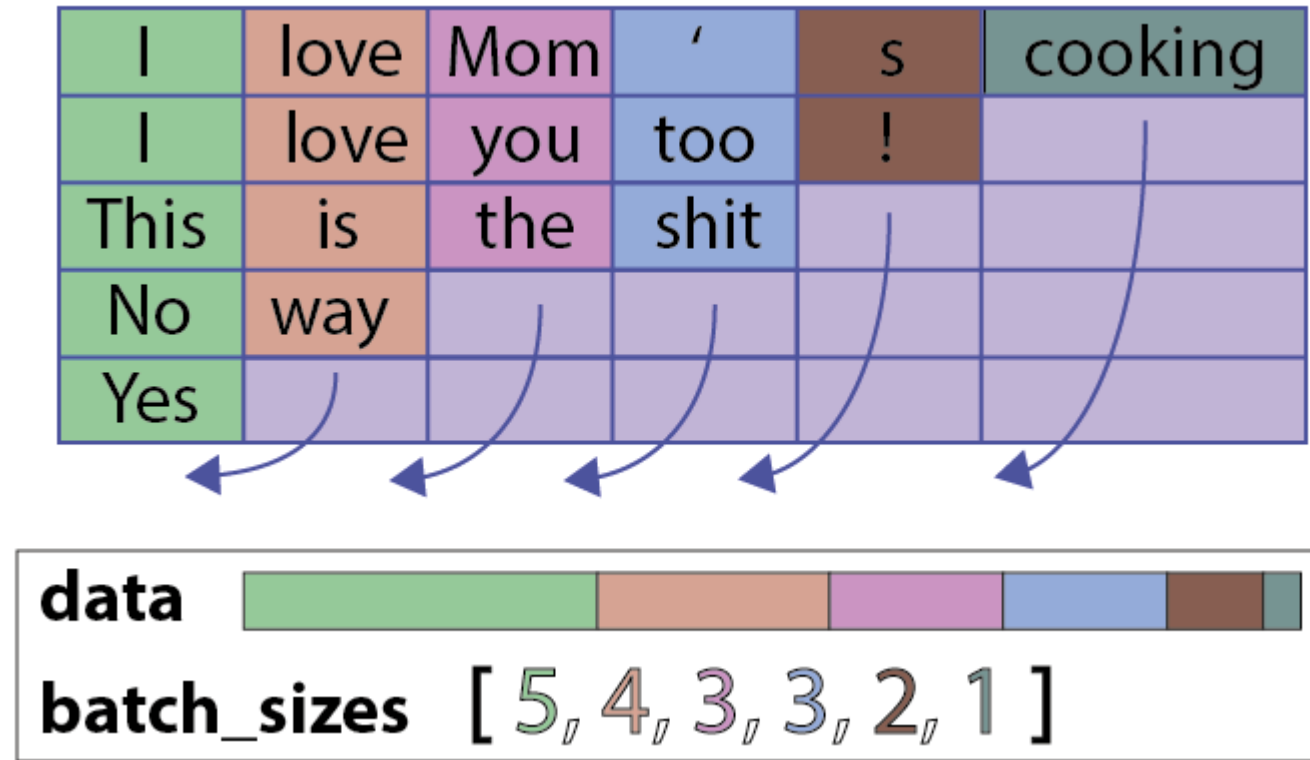 I love Mom ‘ s cooking
I love you too !
This is the shit
No way
Yes
data
batch_sizes [ 5, 4, 3, 3, 2, 1 ]